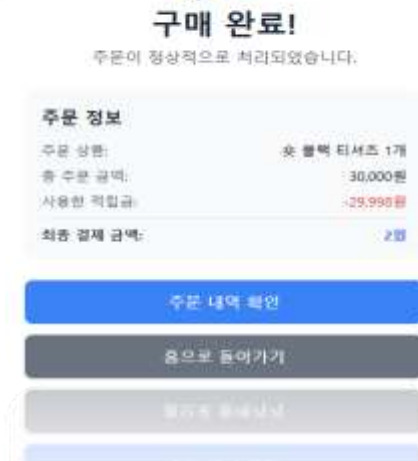 구매 완료!
주문이 정상적으로 처리되었습니다.
주문 정보
주문 상품: 숏 블랙 티셔츠 1개
총 주문 금액: 30,000원
사용한 적립금: -29,998원
최종 결제 금액: 2원
주문 내역 확인
홈으로 돌아가기